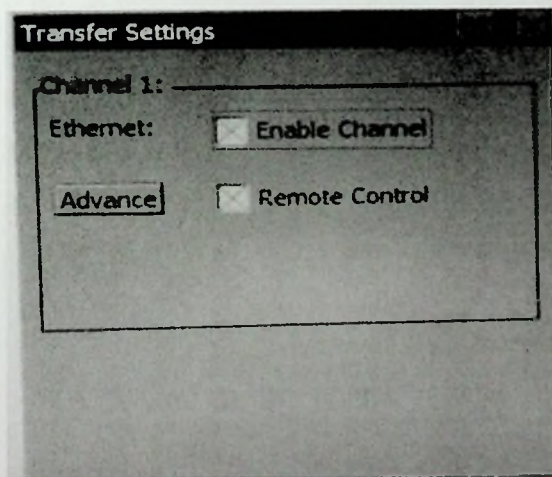 Transfer Settings
Channel 1:
Ethernet: Enable Channel
Advance Remote Control